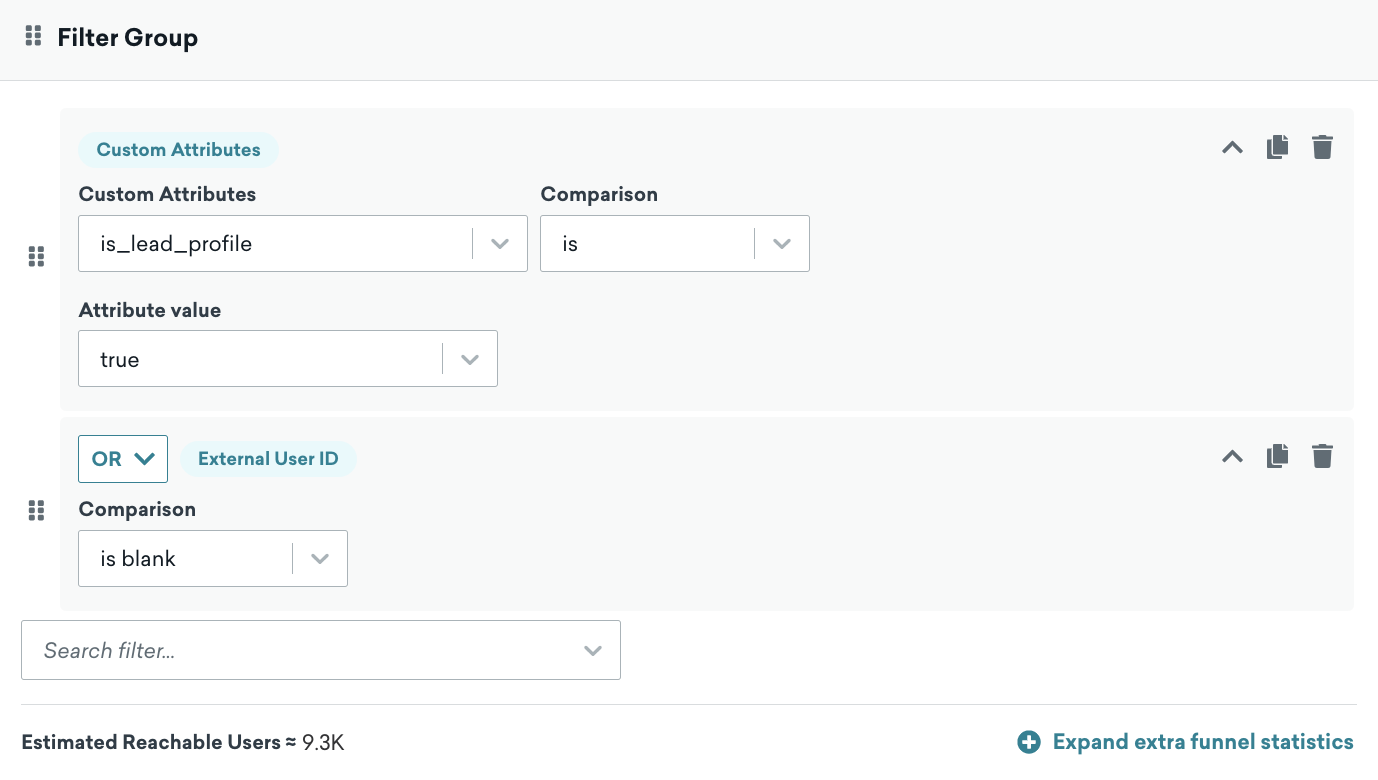 Filter Group
Custom Attributes
Custom Attributes Comparison
is_lead_profile is
Attribute value
true
OR External User ID
Comparison
is blank
Search filter...
Estimated Reachable Users ≈ 9.3K Expand extra funnel statistics